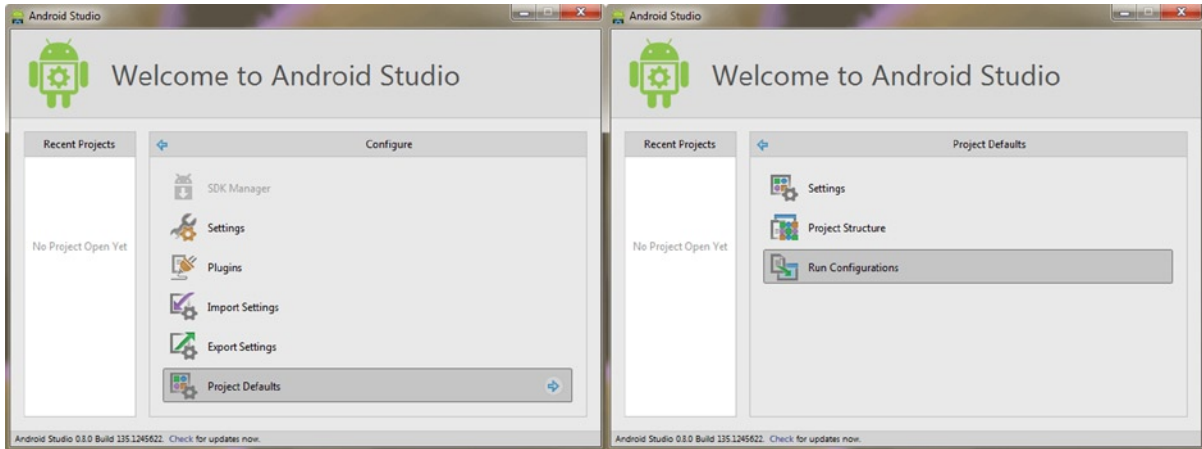 Android Studio
Welcome to Android Studio
Recent Projects
Configure
No Project Open Yet
SDK Manager
Settings
Plugins
Import Settings
Export Settings
Project Defaults
Android Studio 0.8.0 Build 135.1245622. Check for updates now.
Android Studio
Welcome to Android Studio
Recent Projects
Project Defaults
No Project Open Yet
Settings
Project Structure
Run Configurations
Android Studio 0.8.0 Build 135.1245622. Check for updates now.